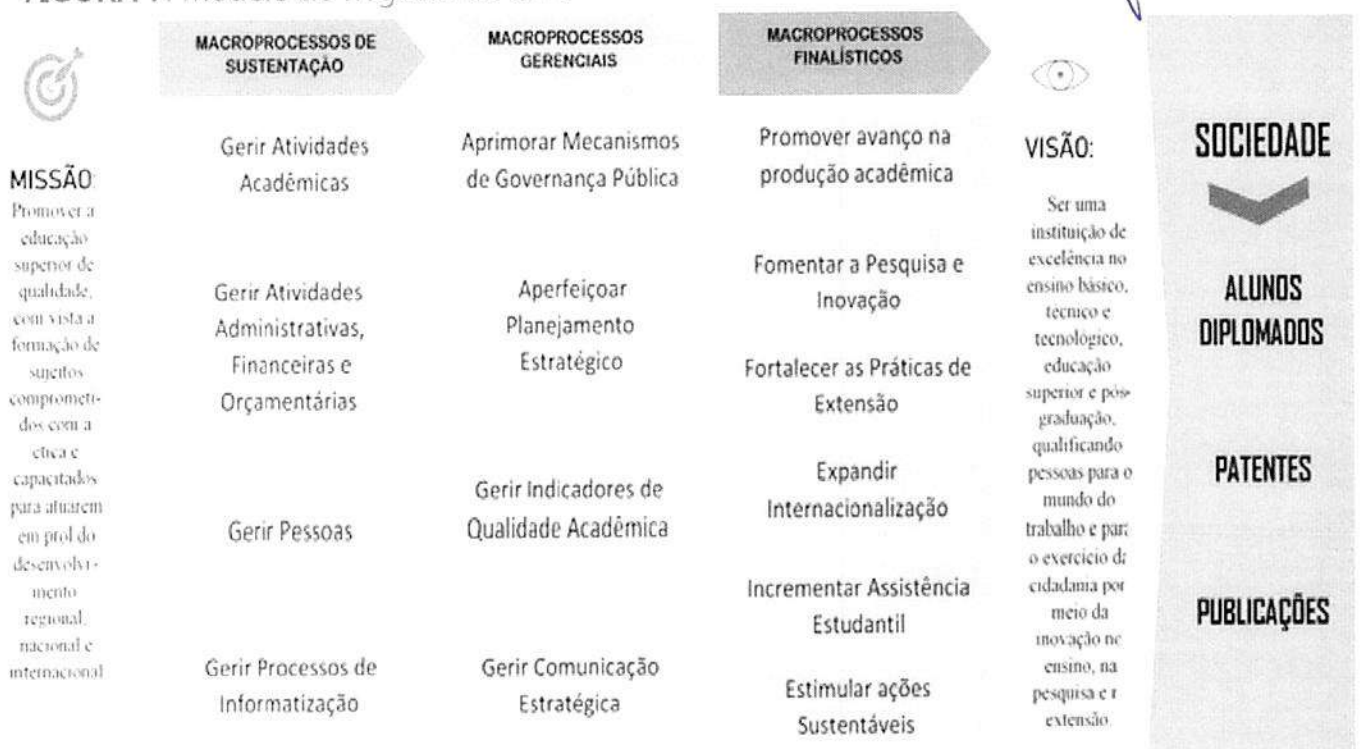 MACROPROCESSOS DE
SUSTENTAÇÃO
MACROPROCESSOS
GERENCIAIS
MACROPROCESSOS
FINALÍSTICOS
MISSÃO:
Promover a
educação
superior de
qualidade,
com vista a
formação de
sujeitos
comprometi-
dos com a
ética e
capacitados
para atuarem
em prol do
desenvolvi-
mento
regional,
nacional e
internacional
Gerir Atividades
Acadêmicas
Gerir Atividades
Administrativas,
Financeiras e
Orçamentárias
Gerir Pessoas
Gerir Processos de
Informatização
Aprimorar Mecanismos
de Governança Pública
Aperfeiçoar
Planejamento
Estratégico
Gerir Indicadores de
Qualidade Acadêmica
Gerir Comunicação
Estratégica
Promover avanço na
produção acadêmica
Fomentar a Pesquisa e
Inovação
Fortalecer as Práticas de
Extensão
Expandir
Internacionalização
Incrementar Assistência
Estudantil
Estimular ações
Sustentáveis
VISÃO:
Ser uma
instituição de
excelência no
ensino básico,
técnico e
tecnológico,
educação
superior e pós-
graduação,
qualificando
pessoas para o
mundo do
trabalho e para
o exercício da
cidadania por
meio da
inovação no
ensino, na
pesquisa e
extensão
SOCIEDADE
ALUNOS
DIPLOMADOS
PATENTES
PUBLICAÇÕES